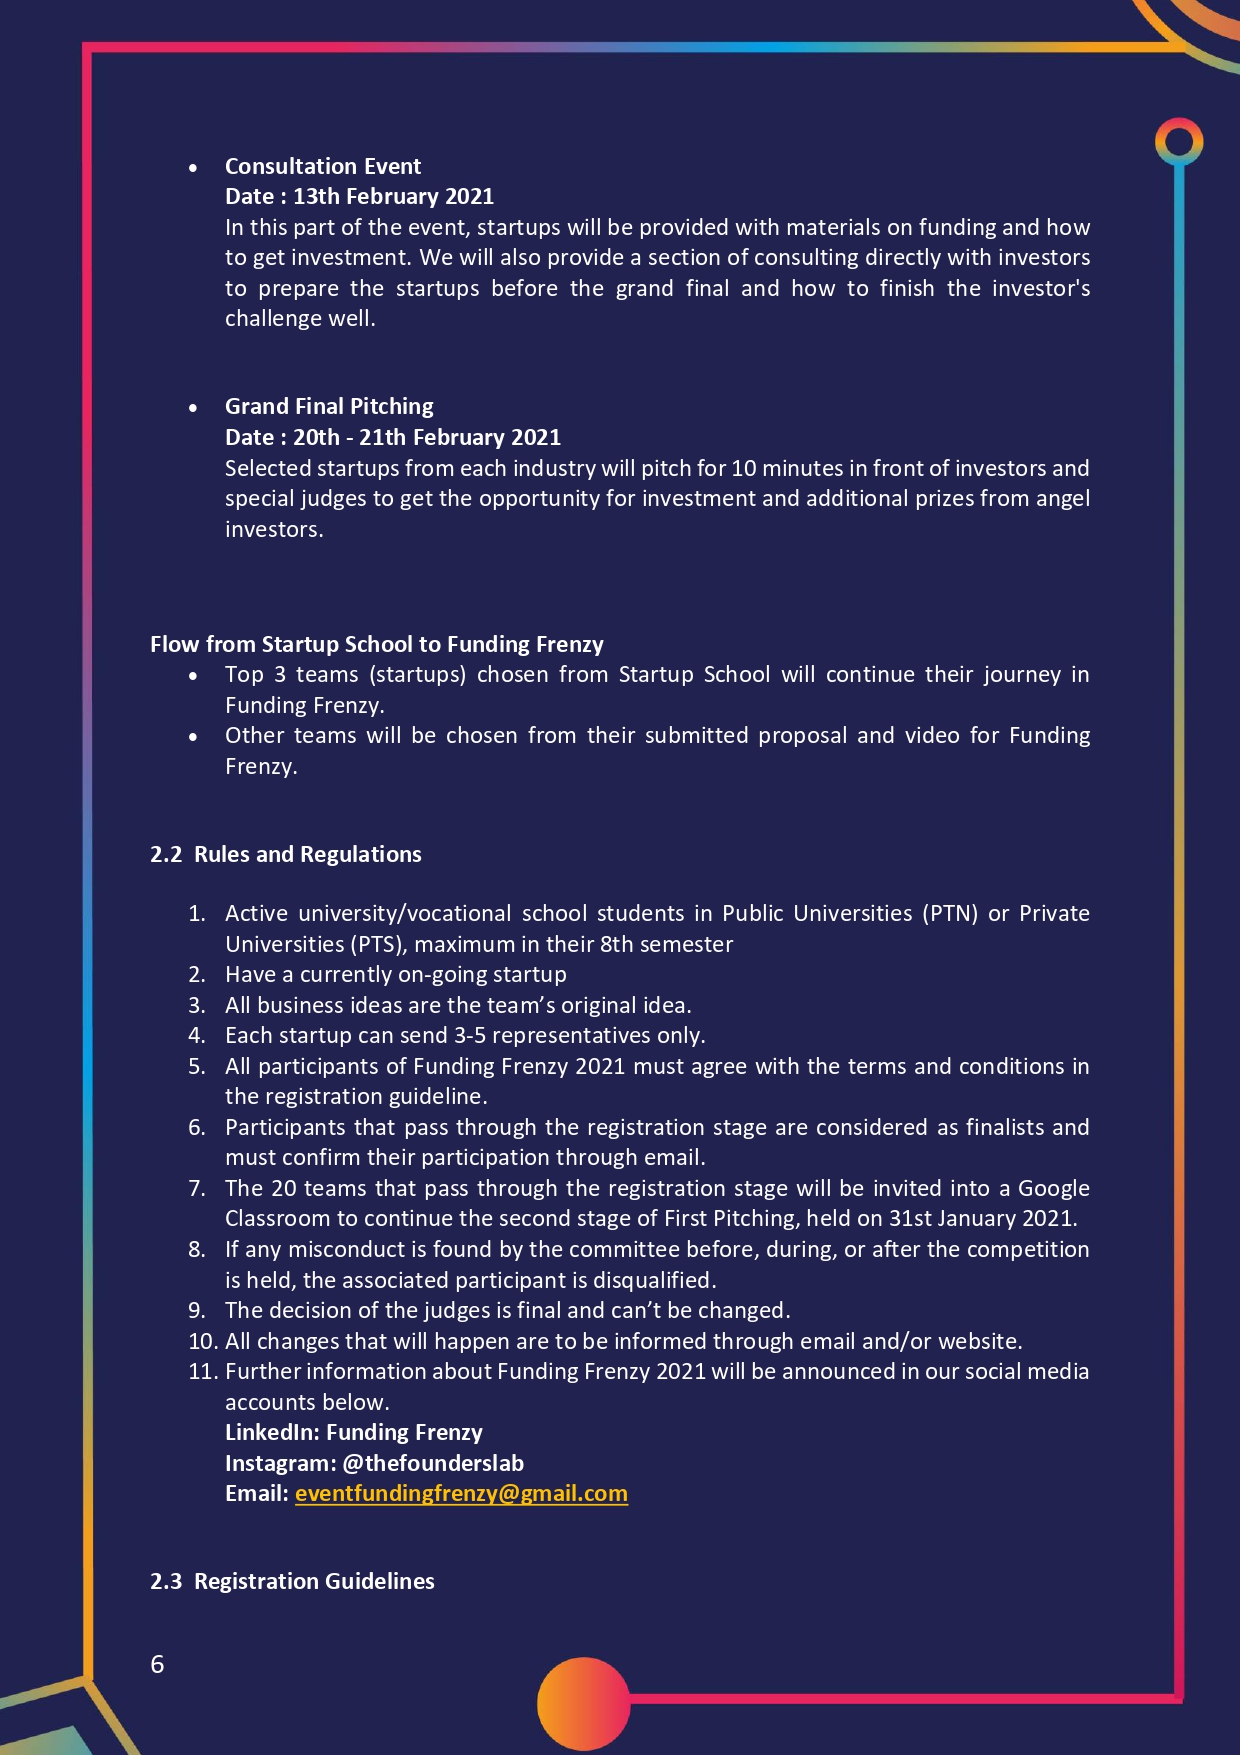 • Consultation Event
Date : 13th February 2021
In this part of the event, startups will be provided with materials on funding and how
to get investment. We will also provide a section of consulting directly with investors
to prepare the startups before the grand final and how to finish the investor's
challenge well.
• Grand Final Pitching
Date : 20th - 21th February 2021
Selected startups from each industry will pitch for 10 minutes in front of investors and
special judges to get the opportunity for investment and additional prizes from angel
investors.
Flow from Startup School to Funding Frenzy
• Top 3 teams (startups) chosen from Startup School will continue their journey in
Funding Frenzy.
• Other teams will be chosen from their submitted proposal and video for Funding
Frenzy.
2.2 Rules and Regulations
1. Active university/vocational school students in Public Universities (PTN) or Private
Universities (PTS), maximum in their 8th semester
2. Have a currently on-going startup
3. All business ideas are the team’s original idea.
4. Each startup can send 3-5 representatives only.
5. All participants of Funding Frenzy 2021 must agree with the terms and conditions in
the registration guideline.
6. Participants that pass through the registration stage are considered as finalists and
must confirm their participation through email.
7. The 20 teams that pass through the registration stage will be invited into a Google
Classroom to continue the second stage of First Pitching, held on 31st January 2021.
8. If any misconduct is found by the committee before, during, or after the competition
is held, the associated participant is disqualified.
9. The decision of the judges is final and can’t be changed.
10. All changes that will happen are to be informed through email and/or website.
11. Further information about Funding Frenzy 2021 will be announced in our social media
accounts below.
LinkedIn: Funding Frenzy
Instagram: @thefounderslab
Email: eventfundingfrenzy@gmail.com
2.3 Registration Guidelines
6